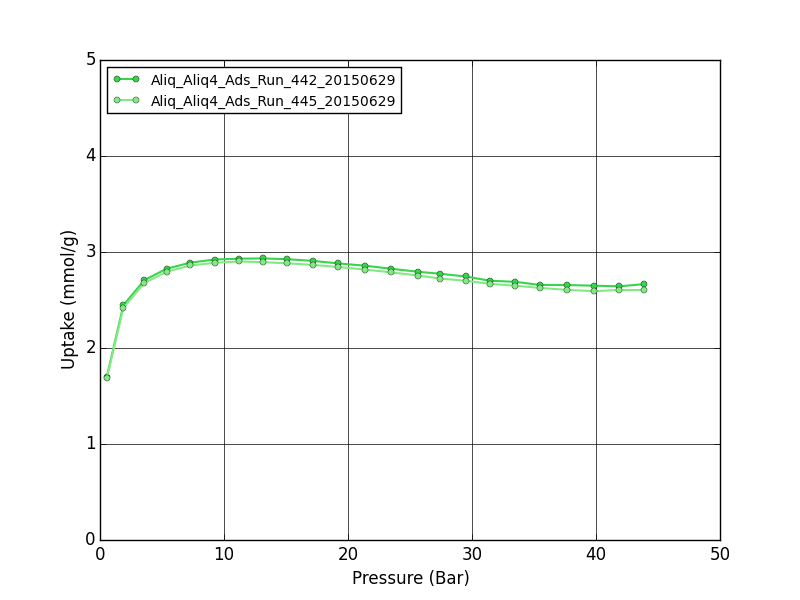 5
Aliq_Aliq4_Ads_Run_442_20150629
Aliq_Aliq4_Ads_Run_445_20150629
4
3
2
1
0
Uptake (mmol/g)
0 10 20 30 40 50
Pressure (Bar)